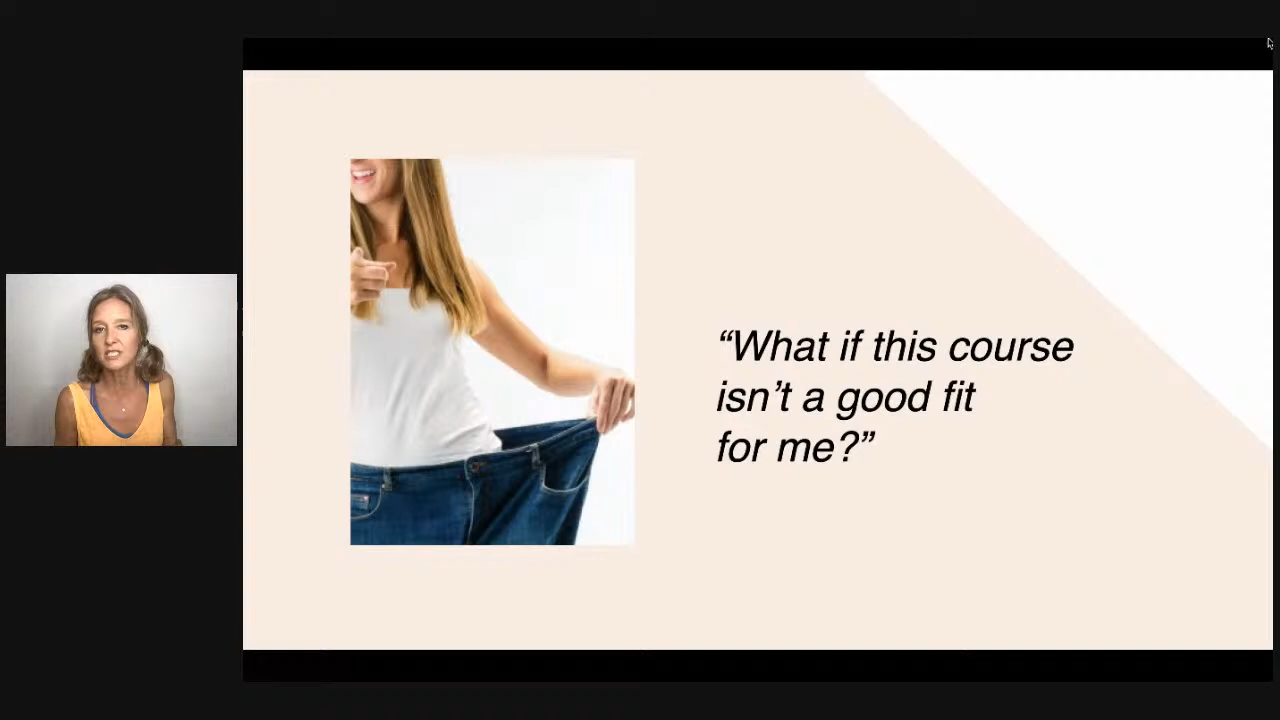 “What if this course
isn’t a good fit
for me?”